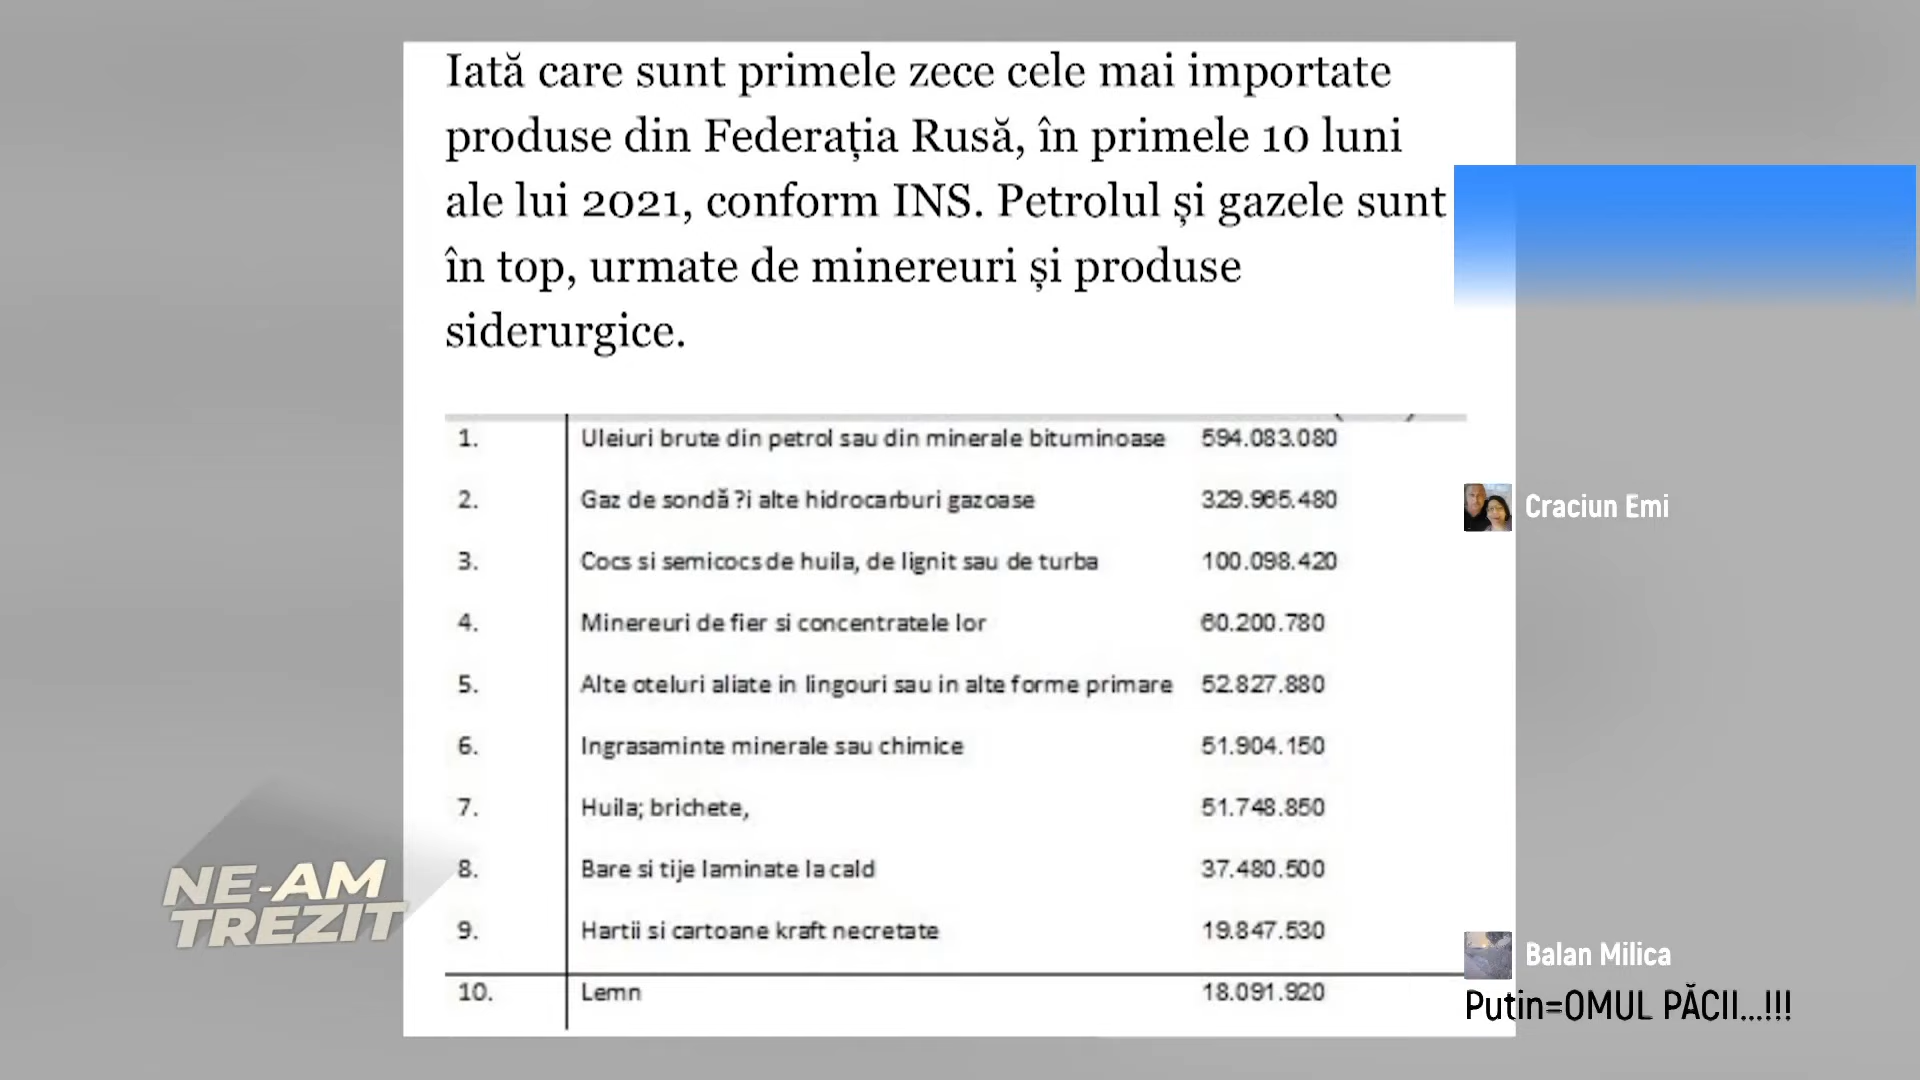 Iată care sunt primele zece cele mai importate
produse din Federația Rusă, în primele 10 luni
ale lui 2021, conform INS. Petrolul și gazele sunt
în top, urmate de minereuri și produse
siderurgice.
1. Uleiuri brute din petrol sau din minerale bituminoase 594.083.080
2. Gaz de sondă ?i alte hidrocarburi gazoase 329.965.480
3. Cocs si semicocs de huila, de lignit sau de turba 100.098.420
4. Minereuri de fier si concentratele lor 60.200.780
5. Alte oteluri aliate in lingouri sau in alte forme primare 52.827.880
6. Ingrasaminte minerale sau chimice 51.904.150
7. Huila; brichete, 51.748.850
8. Bare si tije laminate la cald 37.480.500
9. Hartii si cartoane kraft necretate 19.847.530
10. Lemn 18.091.920
NE-AM
TREZIT
Craciun Emi
Balan Milica
Putin=OMUL PĂCII...!!!